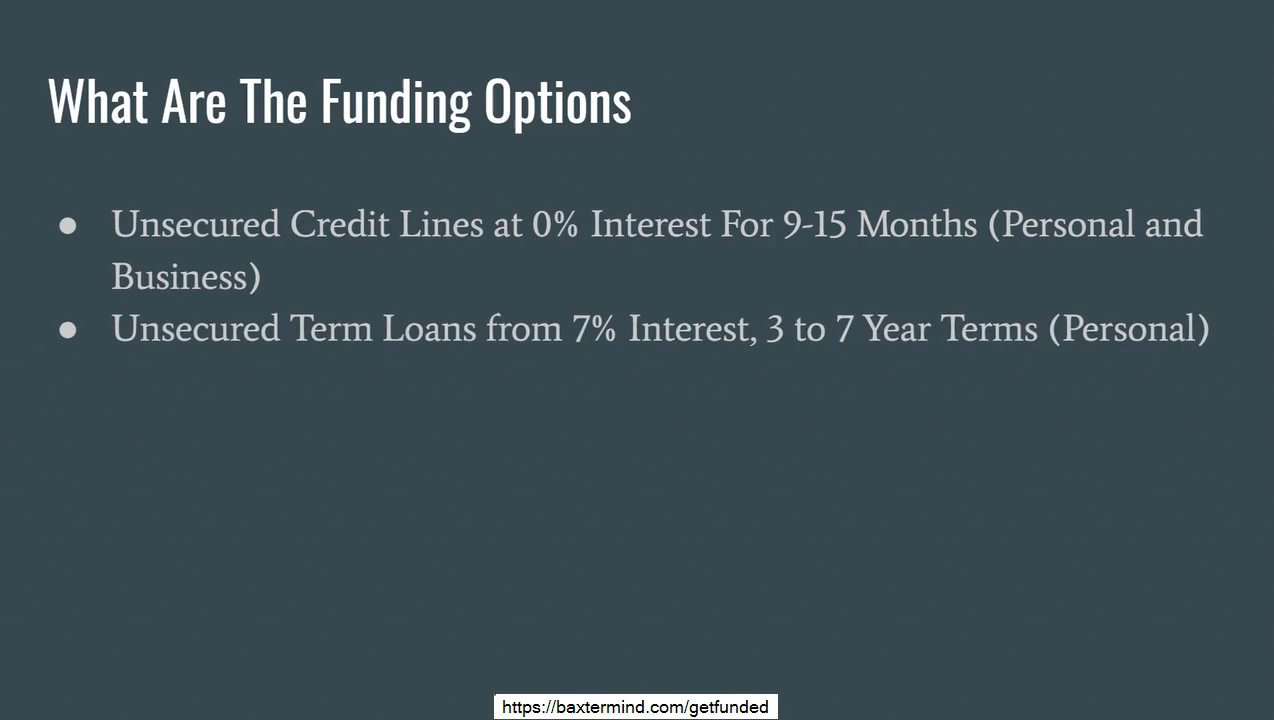 What Are The Funding Options
● Unsecured Credit Lines at 0% Interest For 9-15 Months (Personal and
Business)
● Unsecured Term Loans from 7% Interest, 3 to 7 Year Terms (Personal)
https://baxtermind.com/getfunded